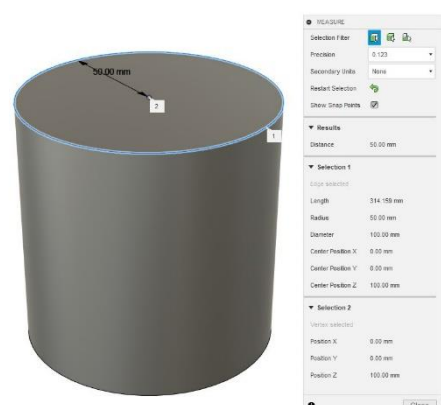 50.00 mm
2
1
MEASURE
Selection Filter
Precision 0.123
Secondary Units None
Restart Selection
Show Snap Points
Results
Distance 50.00 mm
Selection 1
Edge selected
Length 314.159 mm
Radius 50.00 mm
Diameter 100.00 mm
Center Position X 0.00 mm
Center Position Y 0.00 mm
Center Position Z 100.00 mm
Selection 2
Vertex selected
Position X 0.00 mm
Position Y 0.00 mm
Position Z 100.00 mm
Close